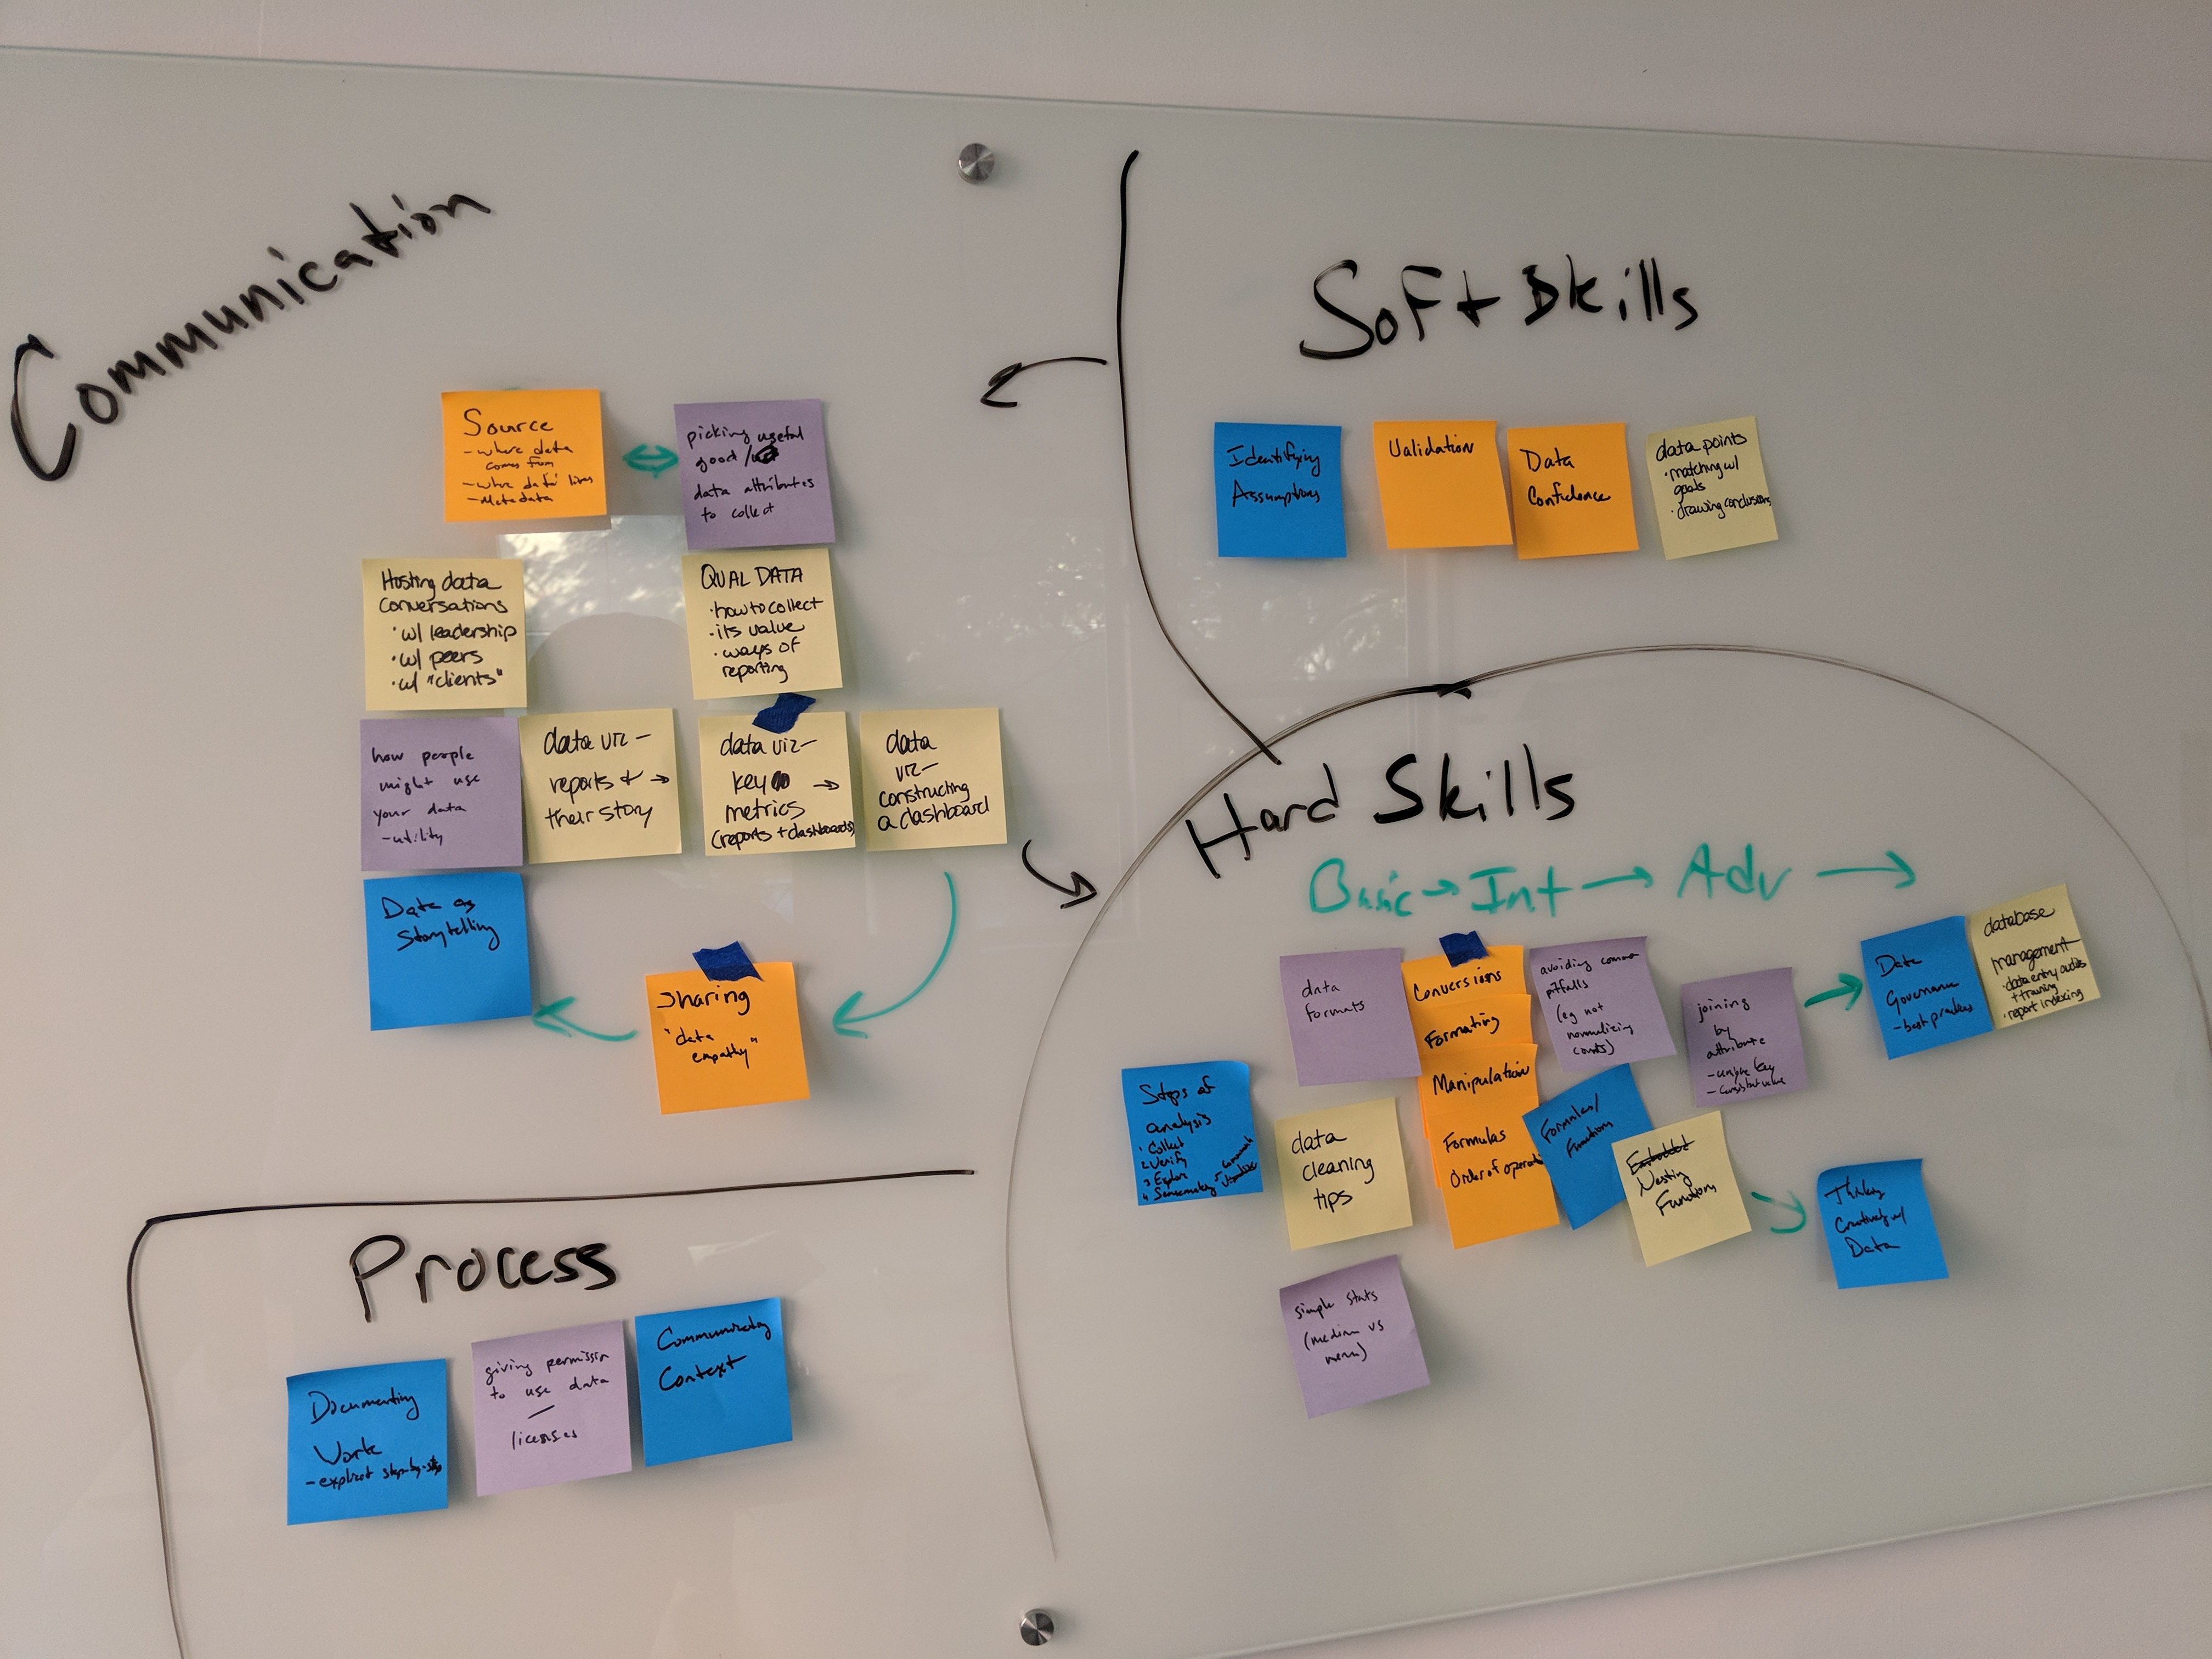 Communication
Source
- where data
comes from
- where data lives
- Metadata
picking useful
good/
data attributes
to collect
Hosting data
conversations
· w/ leadership
· w/ peers
· w/ "clients"
QUAL DATA
· how to collect
· its value
· ways of
reporting
how people
might use
your data
- utility
data viz -
reports + →
their story
data viz -
key
metrics →
(reports + dashboards)
data
viz -
constructing
a dashboard
Data as
Storytelling
Sharing
"data
empathy"
Soft Skills
Identifying
Assumptions
Validation
Data
Confidence
data points
· matching w/
goals
· drawing conclusions
Hard Skills
Basic → Int → Adv →
data
formats
Conversions
Formating
Manipulation
Formulas
Order of operat
avoiding common
pitfalls
(eg not
normalizing
counts)
joining
by
attribute
- unique key
- consistent value
Data
Governance
- best practices
database
management
· data entry audits
+ training
· report indexing
Steps of
analysis
1 Collect
2 Verify
3 Explore
4 Sensemaking
5
data
cleaning
tips
Formulas/
Functions
Embedded
Nesting
Functions
Thinking
Creatively w/
Data
simple stats
(median vs
mean)
Process
Documenting
Work
- explicit step-by-step
giving permission
to use data
—
licenses
Communicating
Context